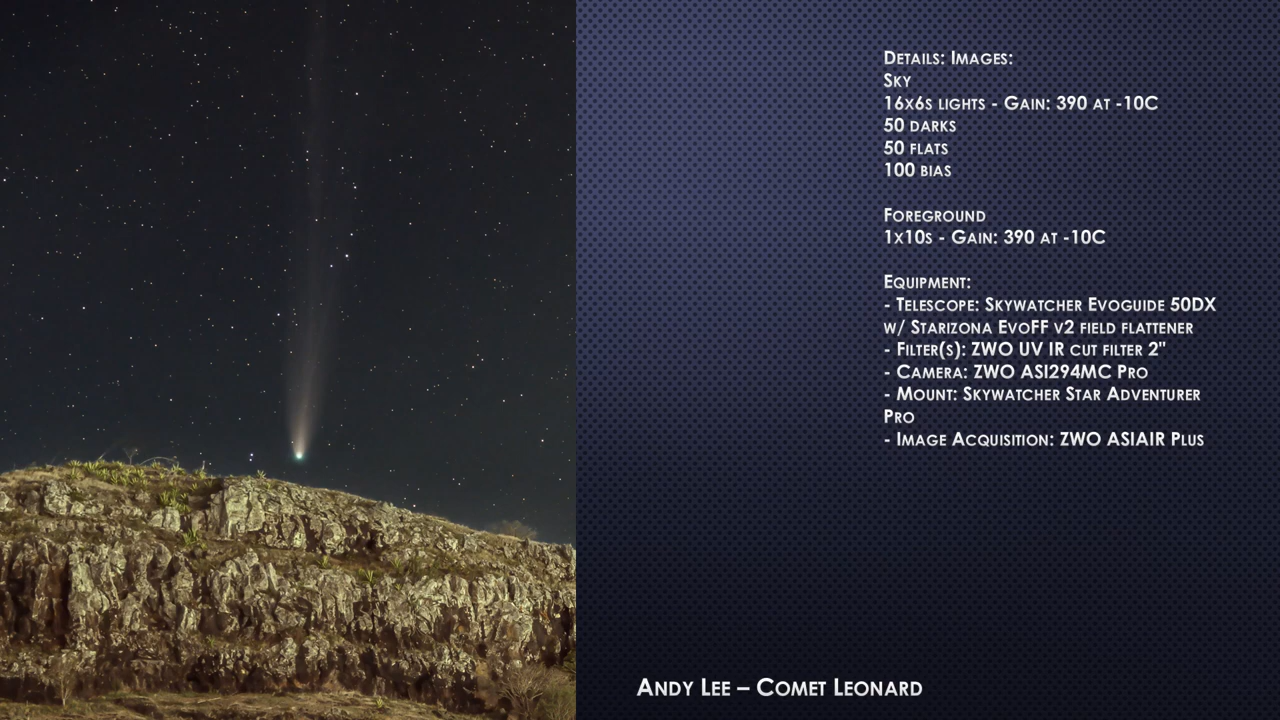 Details: Images:
Sky
16x6s lights - Gain: 390 at -10C
50 darks
50 flats
100 bias
Foreground
1x10s - Gain: 390 at -10C
Equipment:
- Telescope: Skywatcher Evoguide 50DX
w/ Starizona EvoFF v2 field flattener
- Filter(s): ZWO UV IR cut filter 2"
- Camera: ZWO ASI294MC Pro
- Mount: Skywatcher Star Adventurer
Pro
- Image Acquisition: ZWO ASIAIR Plus
Andy Lee – Comet Leonard